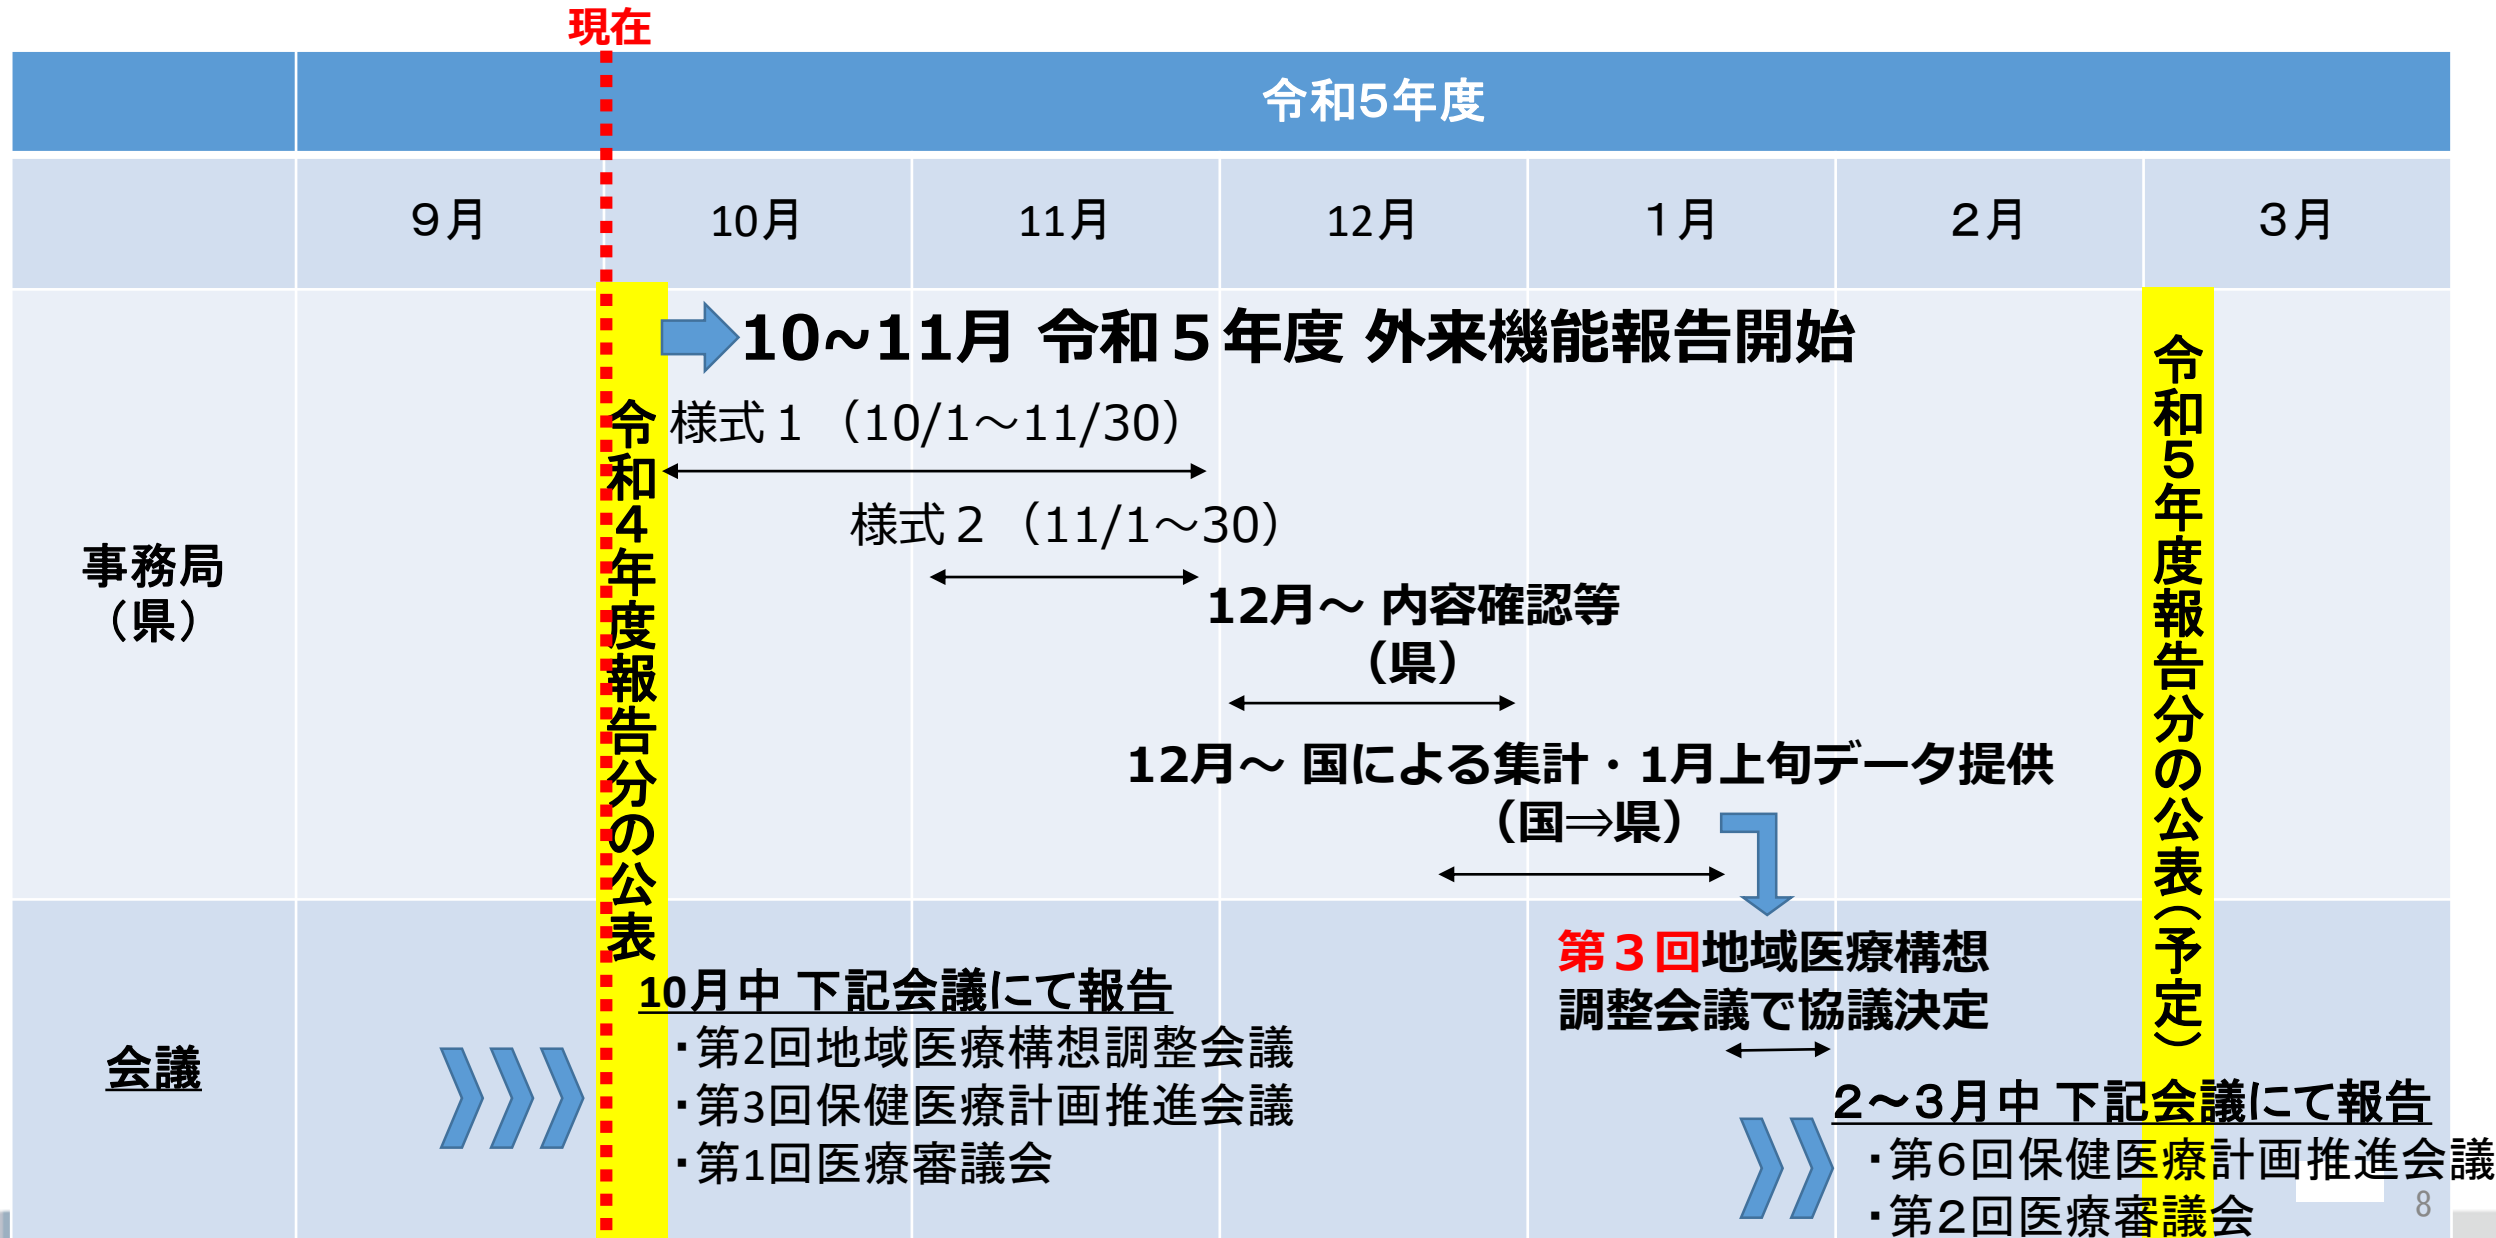 現在
令和5年度
９月
10月
11月
12月
１月
２月
３月
事務局
（県）
令和４年度報告分の公表
10～11月 令和５年度 外来機能報告開始
様式１（10/1～11/30）
様式２（11/1～30）
12月～ 内容確認等
（県）
12月～ 国による集計・1月上旬データ提供
（国⇒県）
令和５年度報告分の公表（予定）
会議
10月中 下記会議にて報告
・第2回地域医療構想調整会議
・第3回保健医療計画推進会議
・第1回医療審議会
第３回地域医療構想
調整会議で協議決定
２～３月中 下記会議にて報告
・第６回保健医療計画推進会議
・第２回医療審議会
8